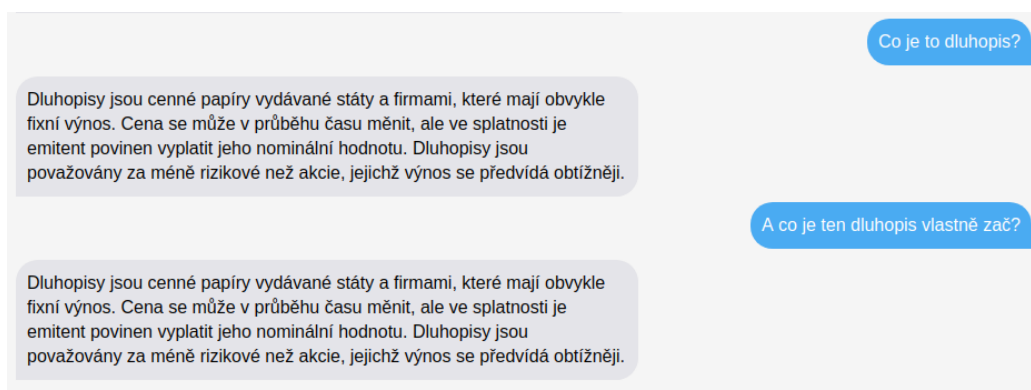 Co je to dluhopis?
Dluhopisy jsou cenné papíry vydávané státy a firmami, které mají obvykle
fixní výnos. Cena se může v průběhu času měnit, ale ve splatnosti je
emitent povinen vyplatit jeho nominální hodnotu. Dluhopisy jsou
považovány za méně rizikové než akcie, jejichž výnos se předvídá obtížněji.
A co je ten dluhopis vlastně zač?
Dluhopisy jsou cenné papíry vydávané státy a firmami, které mají obvykle
fixní výnos. Cena se může v průběhu času měnit, ale ve splatnosti je
emitent povinen vyplatit jeho nominální hodnotu. Dluhopisy jsou
považovány za méně rizikové než akcie, jejichž výnos se předvídá obtížněji.